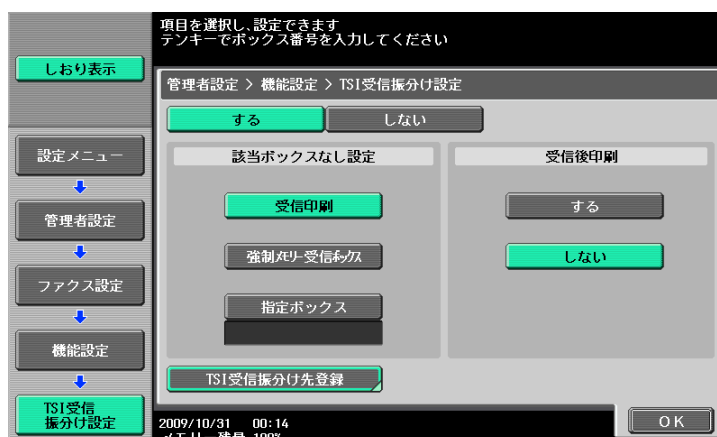 項目を選択し、設定できます
テンキーでボックス番号を入力してください
しおり表示
管理者設定 > 機能設定 > TSI受信振分け設定
する
しない
設定メニュー
管理者設定
ファクス設定
機能設定
TSI受信
振分け設定
該当ボックスなし設定
受信印刷
強制メモリー受信ボックス
指定ボックス
受信後印刷
する
しない
TSI受信振分け先登録
2009/10/31 00:14
メモリー残量 100%
OK